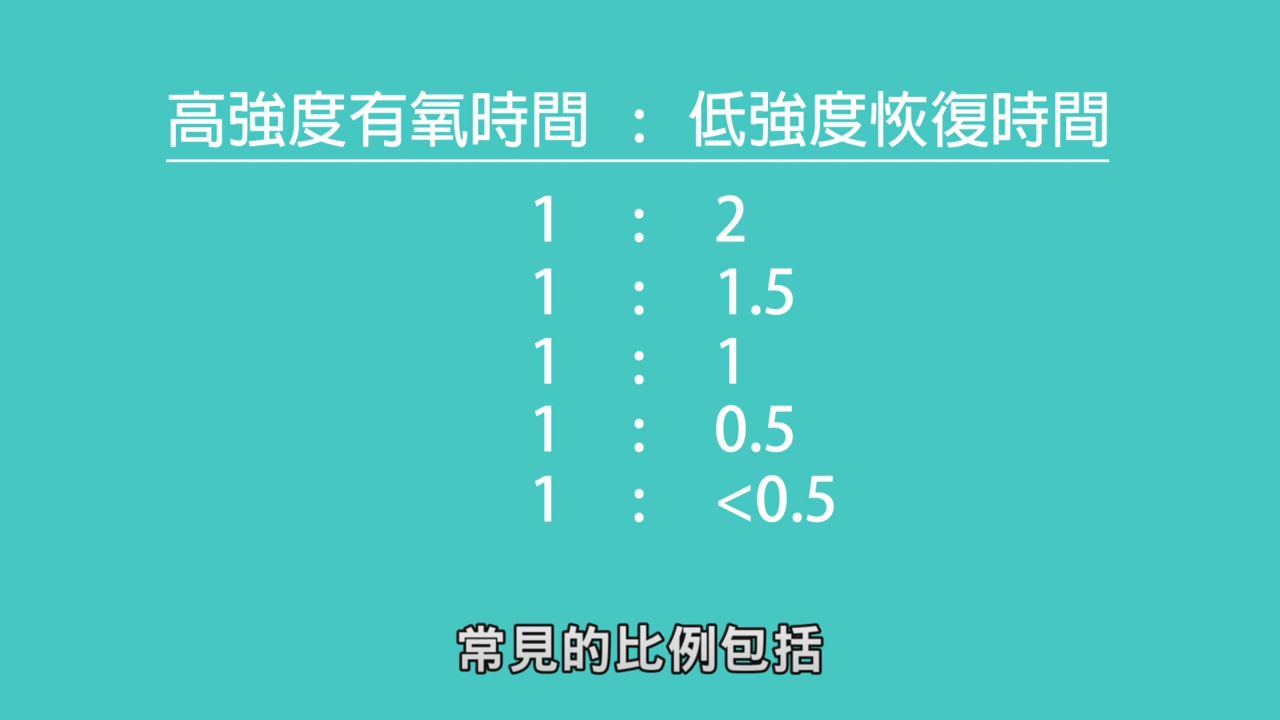 高強度有氧時間 : 低強度恢復時間
1 : 2
1 : 1.5
1 : 1
1 : 0.5
1 : <0.5
常見的比例包括